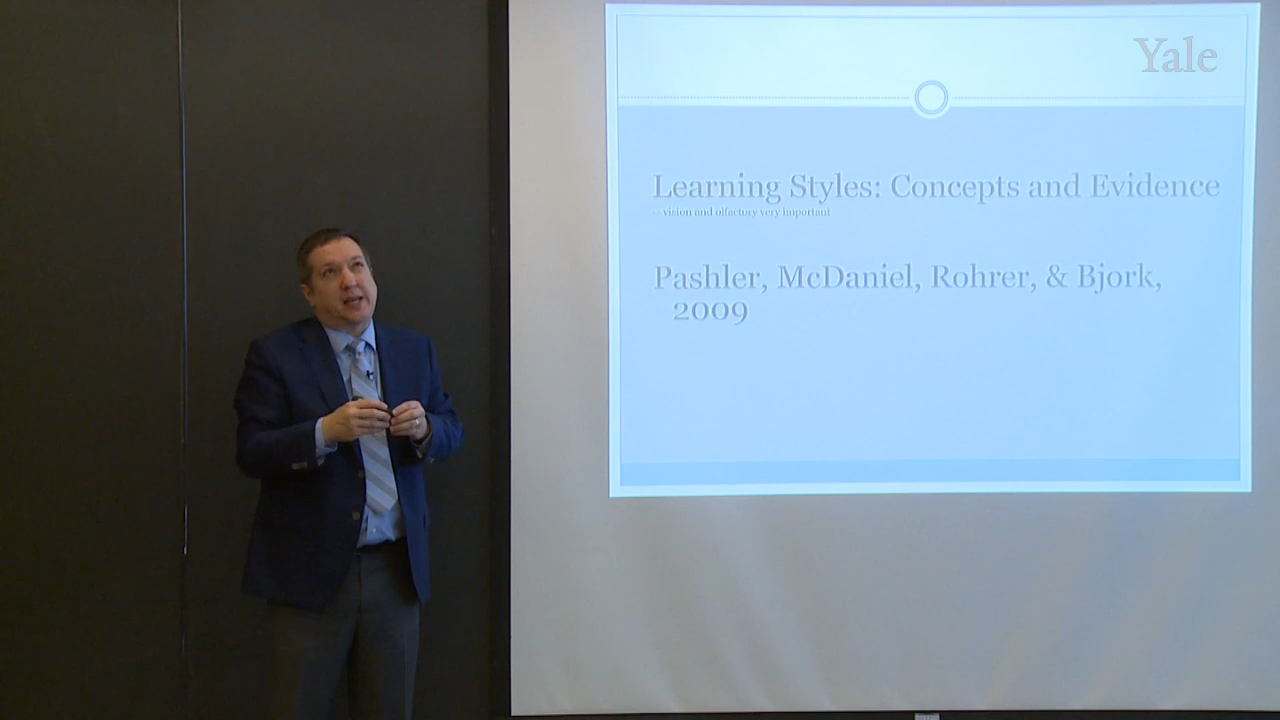 Yale
Learning Styles: Concepts and Evidence
-- vision and olfactory very important
Pashler, McDaniel, Rohrer, & Bjork,
2009